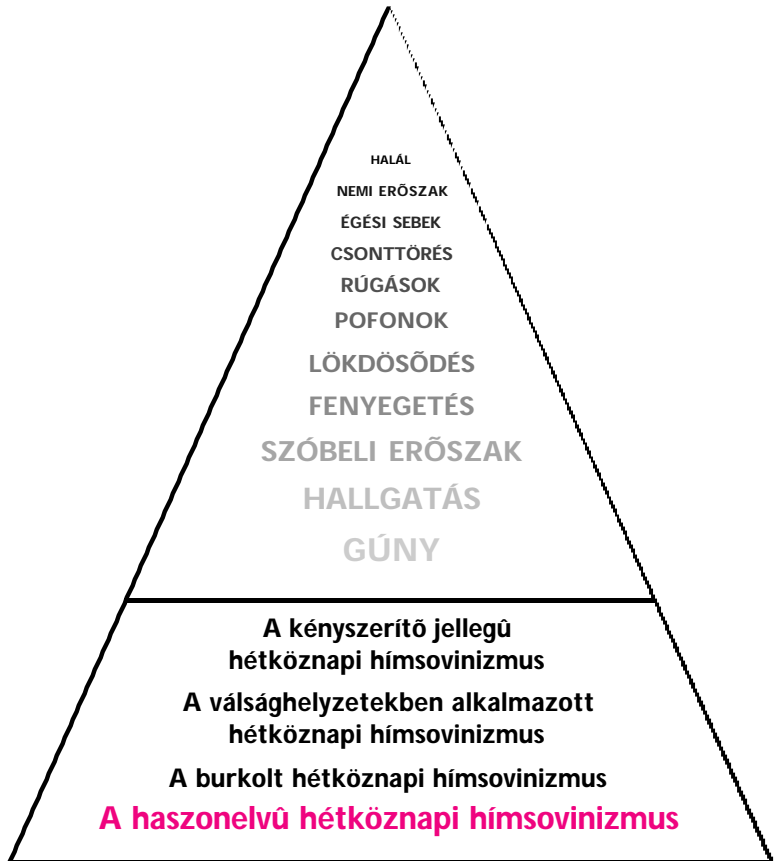 HALÁL
NEMI ERÕSZAK
ÉGÉSI SEBEK
CSONTTÖRÉS
RÚGÁSOK
POFONOK
LÖKDÖSÕDÉS
FENYEGETÉS
SZÓBELI ERÕSZAK
HALLGATÁS
GÚNY
A kényszerítõ jellegû
hétköznapi hímsovinizmus
A válsághelyzetekben alkalmazott
hétköznapi hímsovinizmus
A burkolt hétköznapi hímsovinizmus
A haszonelvû hétköznapi hímsovinizmus